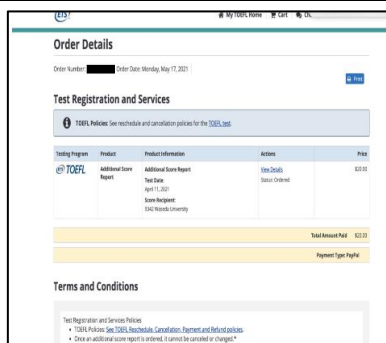 ETS
My TOEFL Home Cart
Order Details
Order Number: Order Date: Monday, May 17, 2021
Print
Test Registration and Services
TOEFL Policies: See reschedule and cancellation policies for the TOEFL test.
Testing Program Product Product Information Actions Price
TOEFL Additional Score Report Additional Score Report View Details $20.00
Test Date: Status: Ordered
April 11, 2021
Score Recipient:
9342 Waseda University
Total Amount Paid $20.00
Payment Type: PayPal
Terms and Conditions
Test Registration and Services Policies
• TOEFL Policies: See TOEFL Reschedule, Cancellation, Payment and Refund policies.
• Once an additional score report is ordered, it cannot be canceled or changed.*